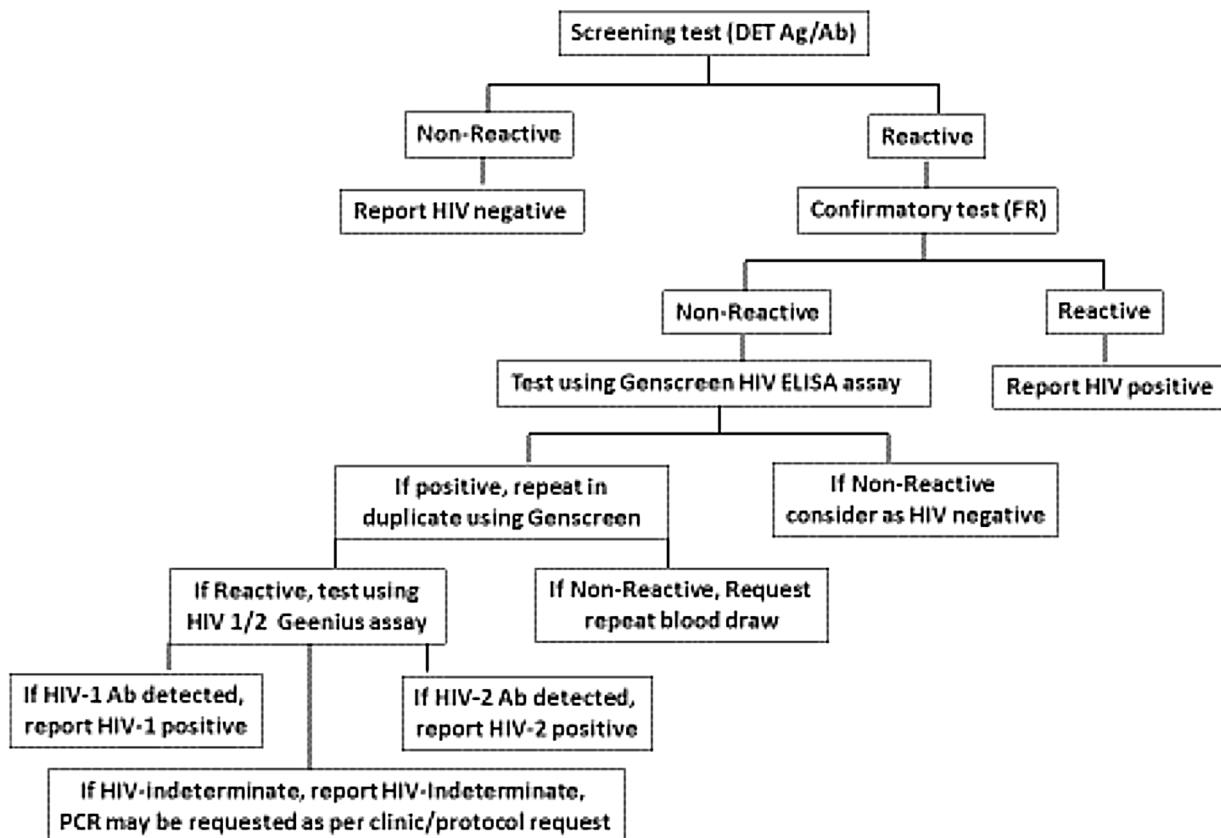 Screening test (DET Ag/Ab)
Non-Reactive
Reactive
Report HIV negative
Confirmatory test (FR)
Non-Reactive
Reactive
Test using Genscreen HIV ELISA assay
Report HIV positive
If positive, repeat in
duplicate using Genscreen
If Non-Reactive
consider as HIV negative
If Reactive, test using
HIV 1/2 Geenius assay
If Non-Reactive, Request
repeat blood draw
If HIV-1 Ab detected,
report HIV-1 positive
If HIV-2 Ab detected,
report HIV-2 positive
If HIV-indeterminate, report HIV-Indeterminate,
PCR may be requested as per clinic/protocol request